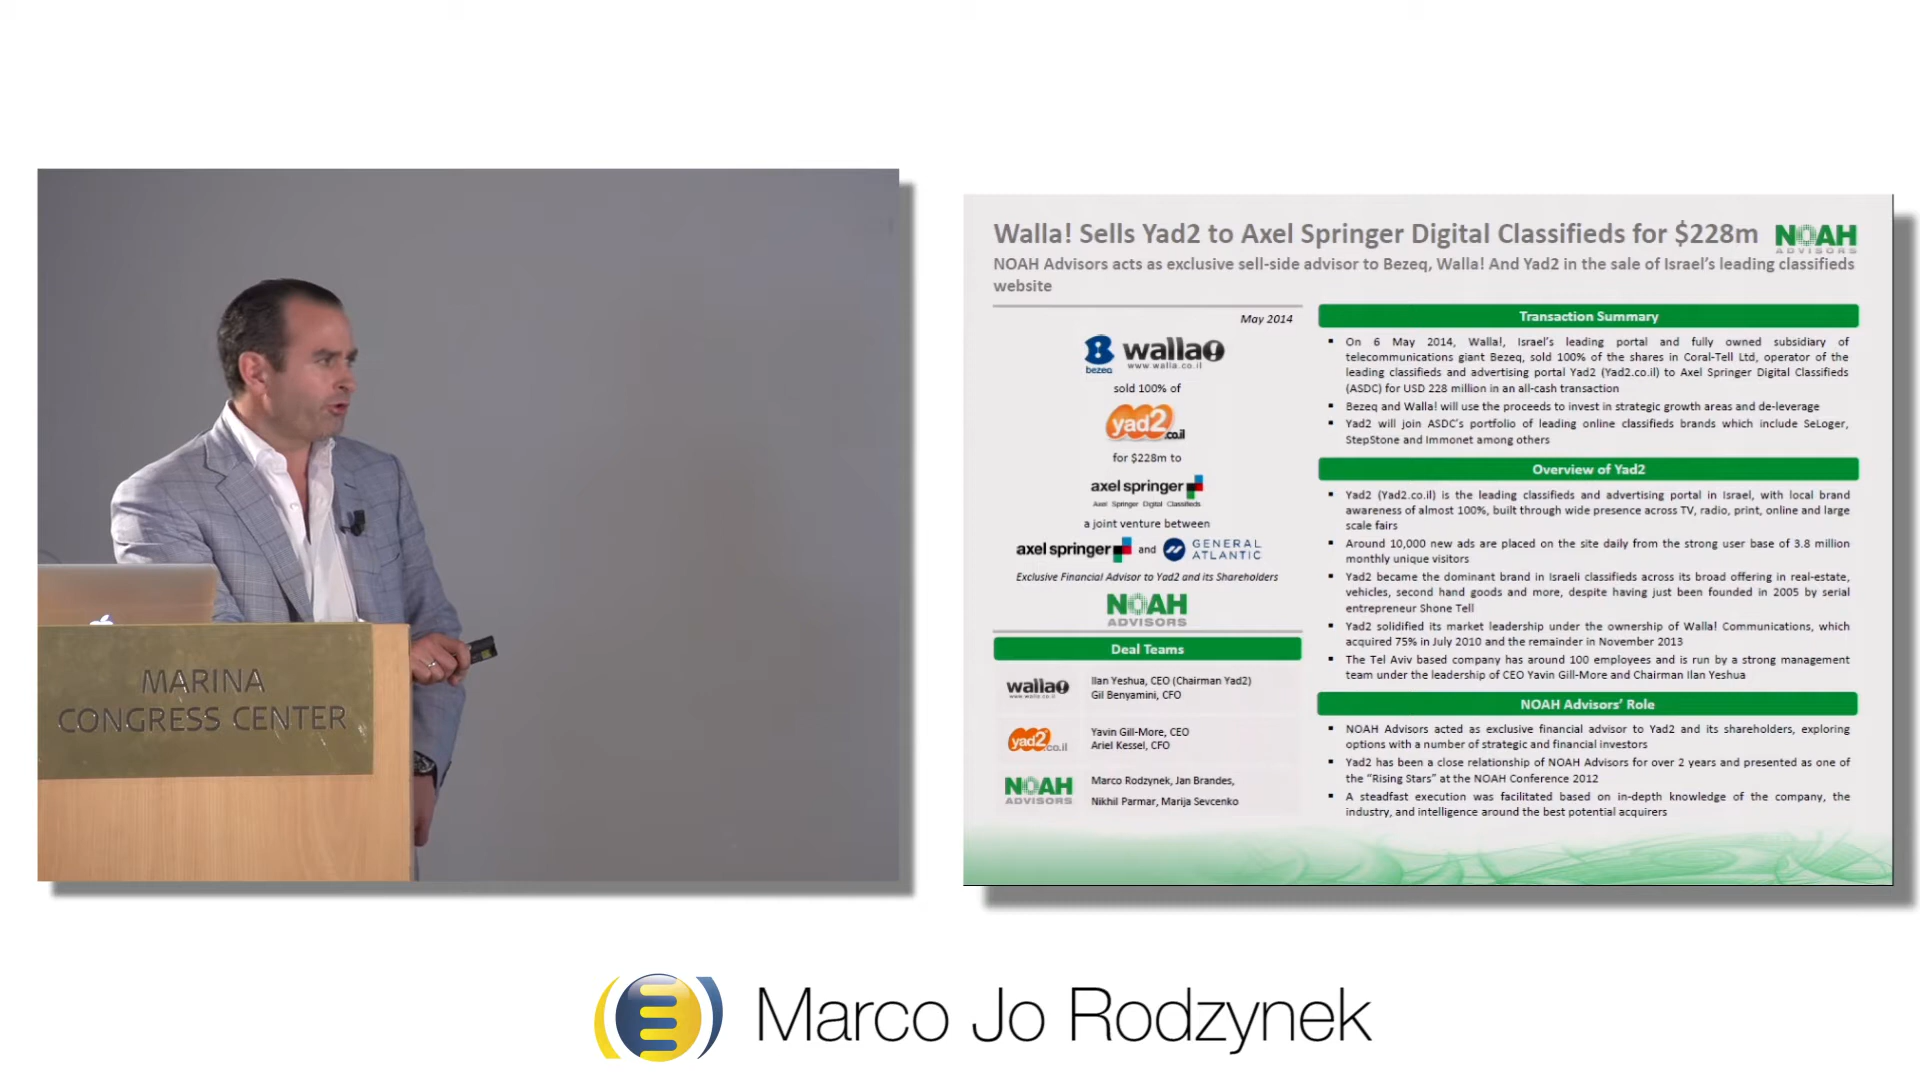 MARINA
CONGRESS CENTER
Walla! Sells Yad2 to Axel Springer Digital Classifieds for $228m
NOAH
ADVISORS
NOAH Advisors acts as exclusive sell-side advisor to Bezeq, Walla! And Yad2 in the sale of Israel's leading classifieds
website
May 2014
bezeq
walla!
www.walla.co.il
sold 100% of
yad2.co.il
for $228m to
axel springer
Axel Springer Digital Classifieds
a joint venture between
axel springer and GENERAL ATLANTIC
Exclusive Financial Advisor to Yad2 and its Shareholders
NOAH
ADVISORS
Deal Teams
walla!
www.walla.co.il
Ilan Yeshua, CEO (Chairman Yad2)
Gil Benyamini, CFO
yad2.co.il
Yavin Gill-More, CEO
Ariel Kessel, CFO
NOAH
ADVISORS
Marco Rodzynek, Jan Brandes,
Nikhil Parmar, Marija Sevcenko
Transaction Summary
▪ On 6 May 2014, Walla!, Israel's leading portal and fully owned subsidiary of
telecommunications giant Bezeq, sold 100% of the shares in Coral-Tell Ltd, operator of the
leading classifieds and advertising portal Yad2 (Yad2.co.il) to Axel Springer Digital Classifieds
(ASDC) for USD 228 million in an all-cash transaction
▪ Bezeq and Walla! will use the proceeds to invest in strategic growth areas and de-leverage
▪ Yad2 will join ASDC's portfolio of leading online classifieds brands which include SeLoger,
StepStone and Immonet among others
Overview of Yad2
▪ Yad2 (Yad2.co.il) is the leading classifieds and advertising portal in Israel, with local brand
awareness of almost 100%, built through wide presence across TV, radio, print, online and large
scale fairs
▪ Around 10,000 new ads are placed on the site daily from the strong user base of 3.8 million
monthly unique visitors
▪ Yad2 became the dominant brand in Israeli classifieds across its broad offering in real-estate,
vehicles, second hand goods and more, despite having just been founded in 2005 by serial
entrepreneur Shone Tell
▪ Yad2 solidified its market leadership under the ownership of Walla! Communications, which
acquired 75% in July 2010 and the remainder in November 2013
▪ The Tel Aviv based company has around 100 employees and is run by a strong management
team under the leadership of CEO Yavin Gill-More and Chairman Ilan Yeshua
NOAH Advisors' Role
▪ NOAH Advisors acted as exclusive financial advisor to Yad2 and its shareholders, exploring
options with a number of strategic and financial investors
▪ Yad2 has been a close relationship of NOAH Advisors for over 2 years and presented as one of
the "Rising Stars" at the NOAH Conference 2012
▪ A steadfast execution was facilitated based on in-depth knowledge of the company, the
industry, and intelligence around the best potential acquirers
Marco Jo Rodzynek